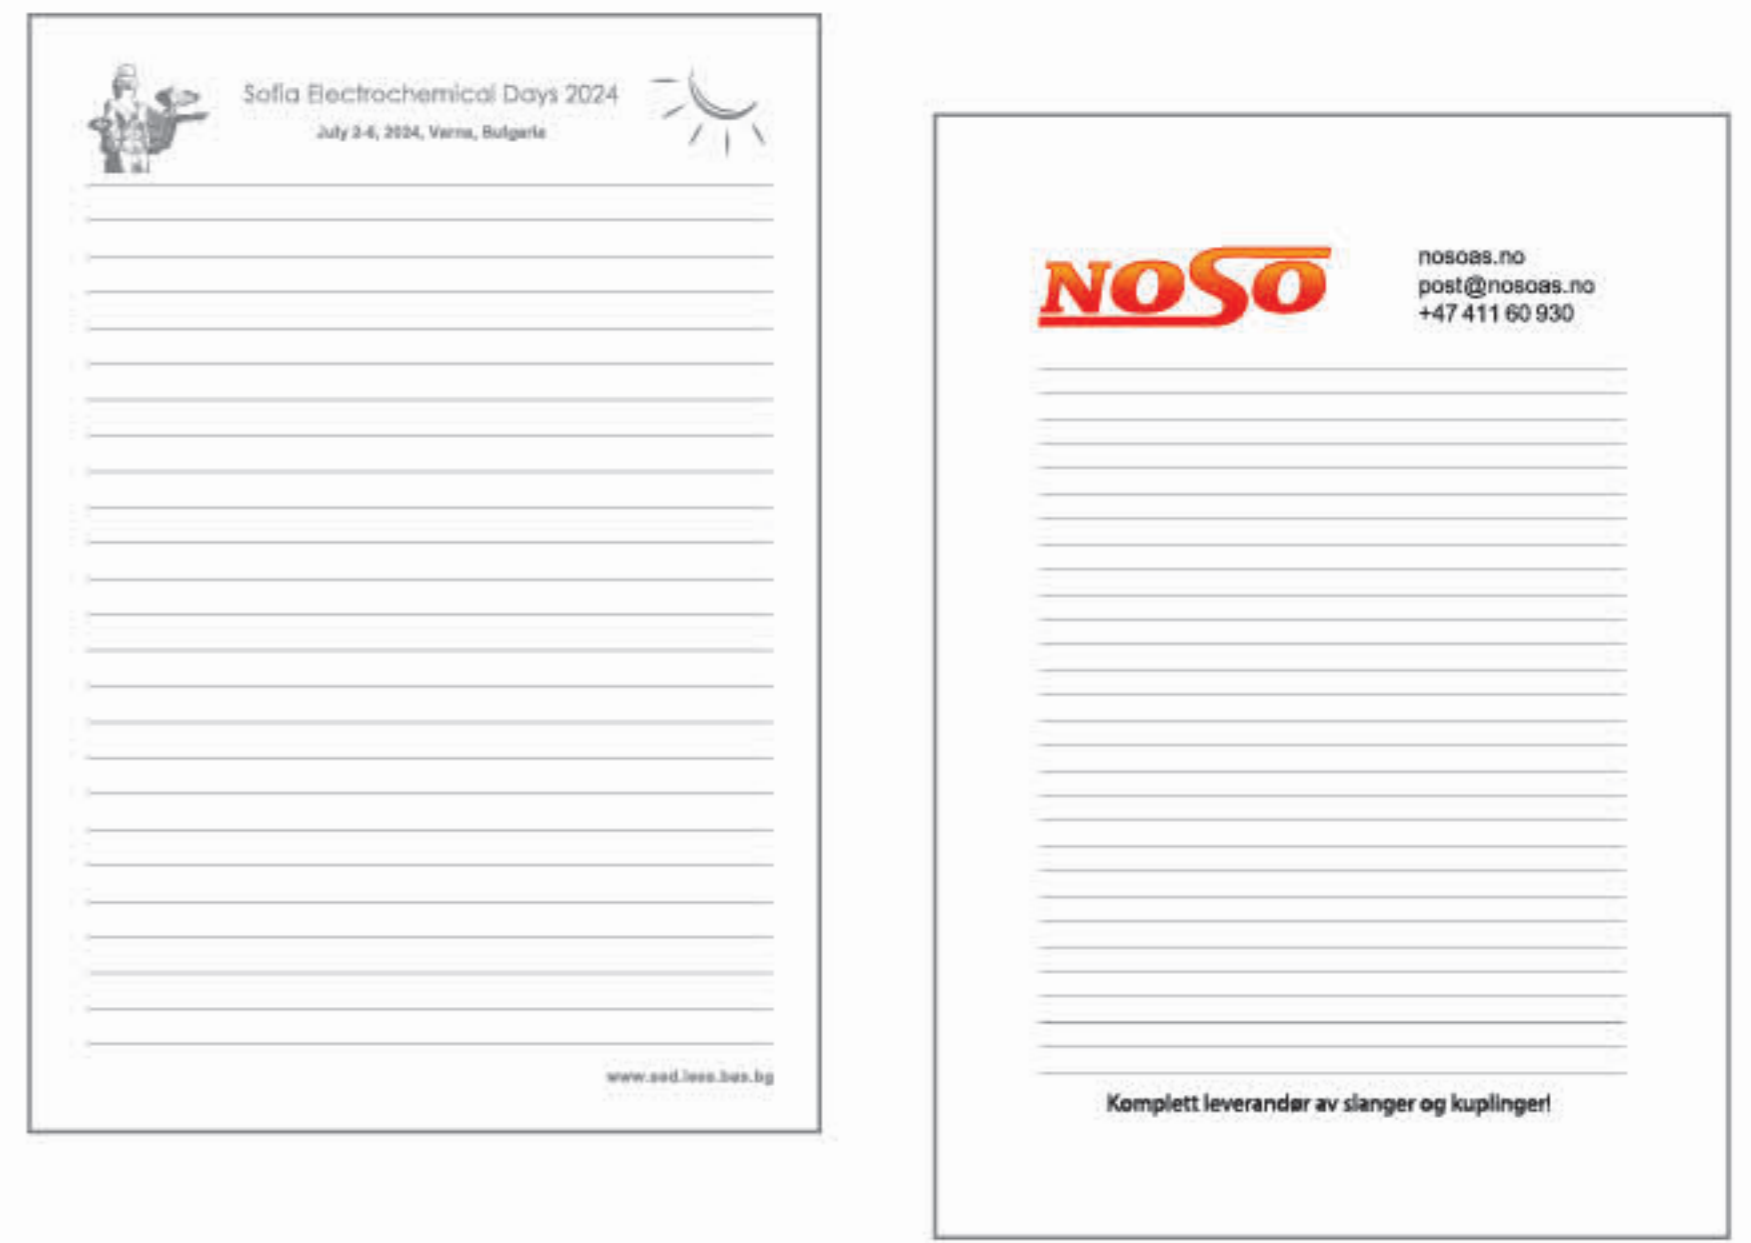 Sofia Electrochemical Days 2024
July 3-6, 2024, Varna, Bulgaria
www.sed.iees.bas.bg
NOSO
nosoas.no
post@nosoas.no
+47 411 60 930
Komplett leverandør av slanger og kuplinger!